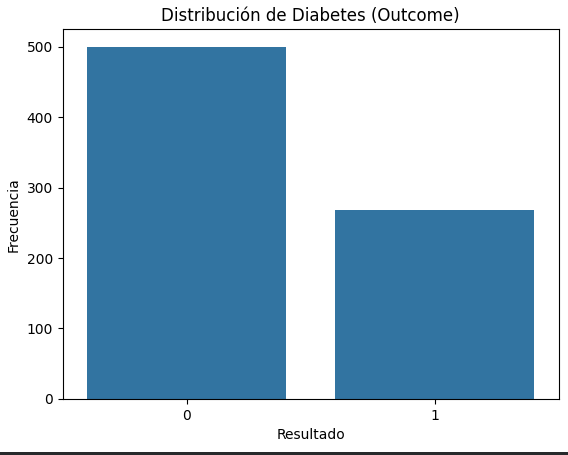 Distribución de Diabetes (Outcome)
500
400
300
200
100
0
Frecuencia
0 1
Resultado